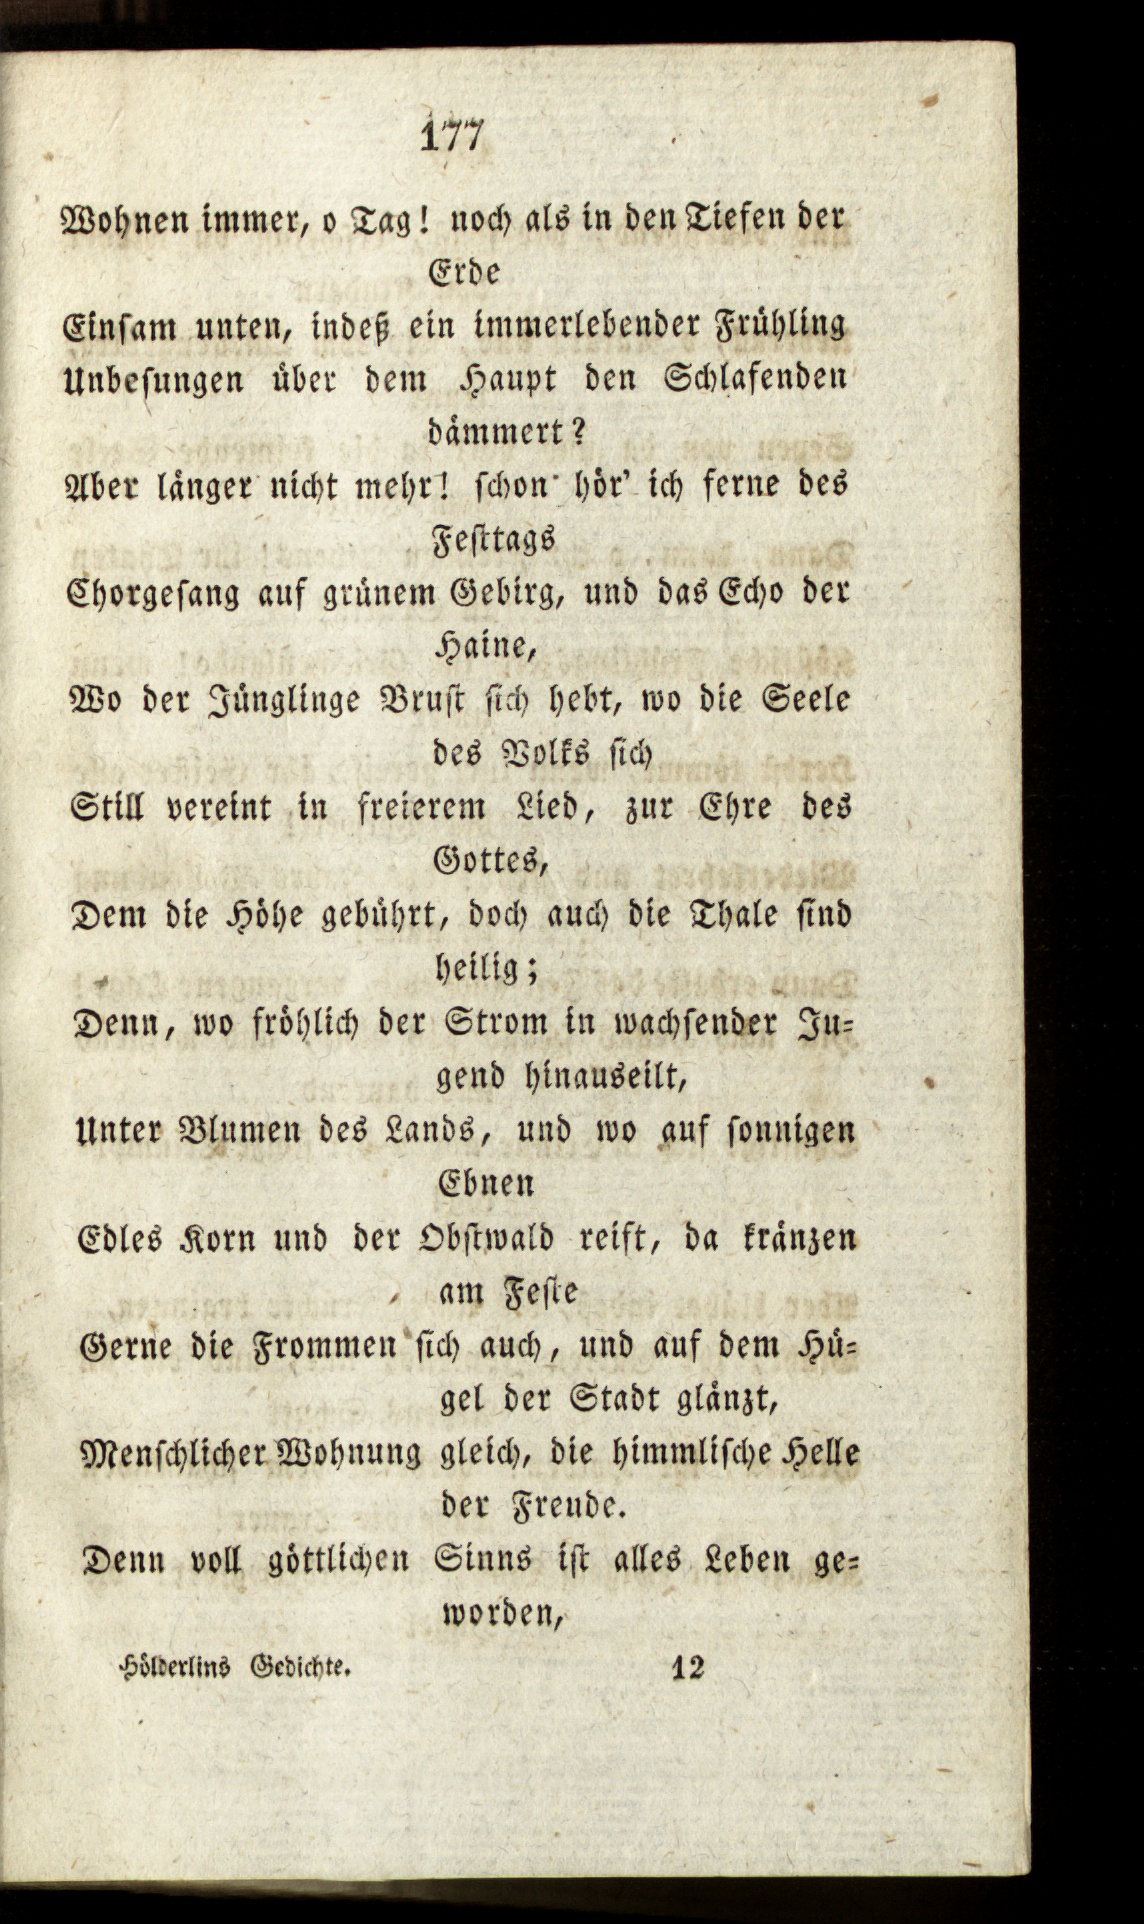 177
Wohnen immer, o Tag! noch als in den Tiefen der
Erde
Einſam unten, indeß ein immerlebender Frühling
Unbeſungen über dem Haupt den Schlafenden
dämmert?
Aber länger nicht mehr! ſchon hör’ ich ferne des
Feſttags
Chorgeſang auf grünem Gebirg, und das Echo der
Haine,
Wo der Jünglinge Bruſt ſich hebt, wo die Seele
des Volks ſich
Still vereint in freierem Lied, zur Ehre des
Gottes,
Dem die Höhe gebührt, doch auch die Thale ſind
heilig;
Denn, wo fröhlich der Strom in wachſender Ju-
gend hinauseilt,
Unter Blumen des Lands, und wo auf ſonnigen
Ebnen
Edles Korn und der Obſtwald reift, da kränzen
am Feſte
Gerne die Frommen ſich auch, und auf dem Hü-
gel der Stadt glänzt,
Menſchlicher Wohnung gleich, die himmliſche Helle
der Freude.
Denn voll göttlichen Sinns iſt alles Leben ge-
worden,
Hölderlins Gedichte. 12